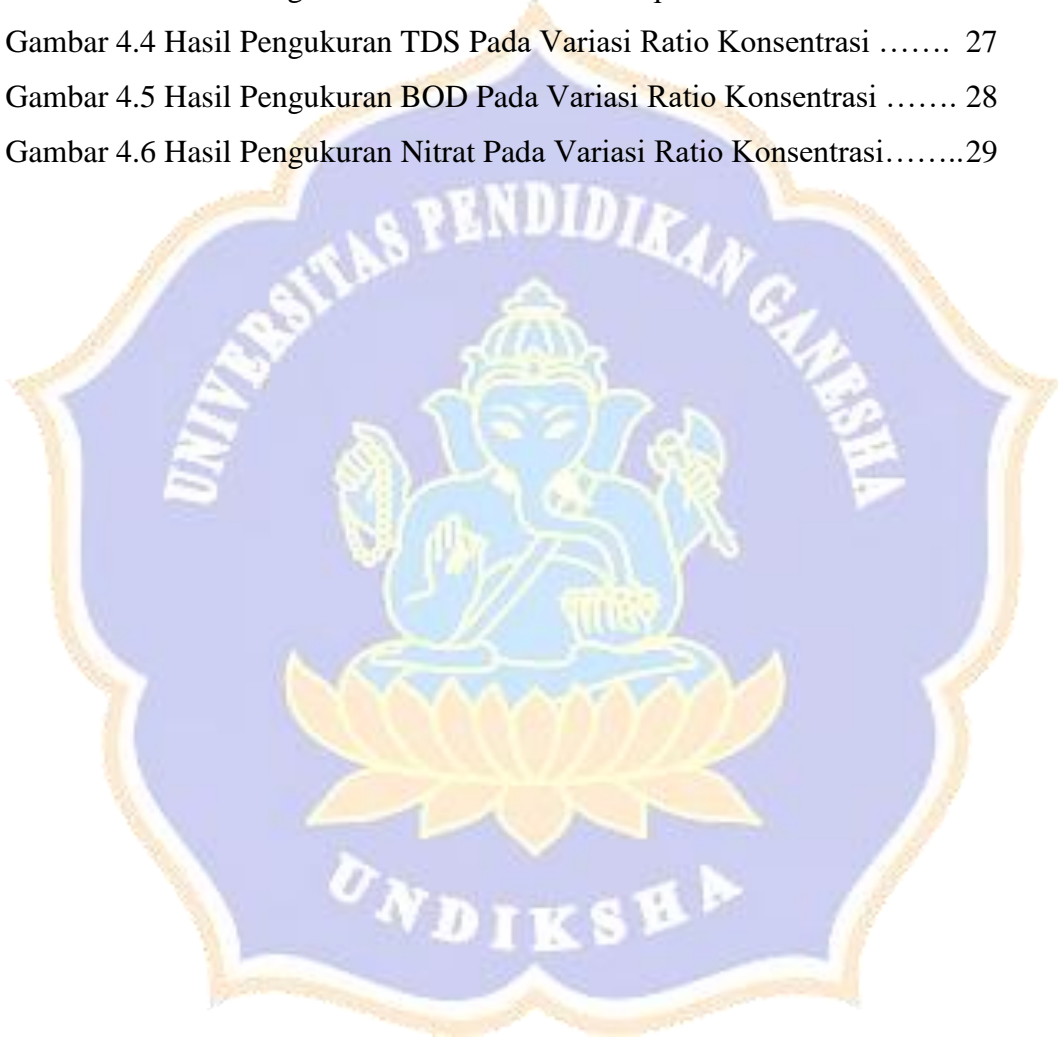 Gambar 4.4 Hasil Pengukuran TDS Pada Variasi Ratio Konsentrasi ....... 27
Gambar 4.5 Hasil Pengukuran BOD Pada Variasi Ratio Konsentrasi ....... 28
Gambar 4.6 Hasil Pengukuran Nitrat Pada Variasi Ratio Konsentrasi........29
UNIVERSITAS PENDIDIKAN GANESHA
UNDIKSHA